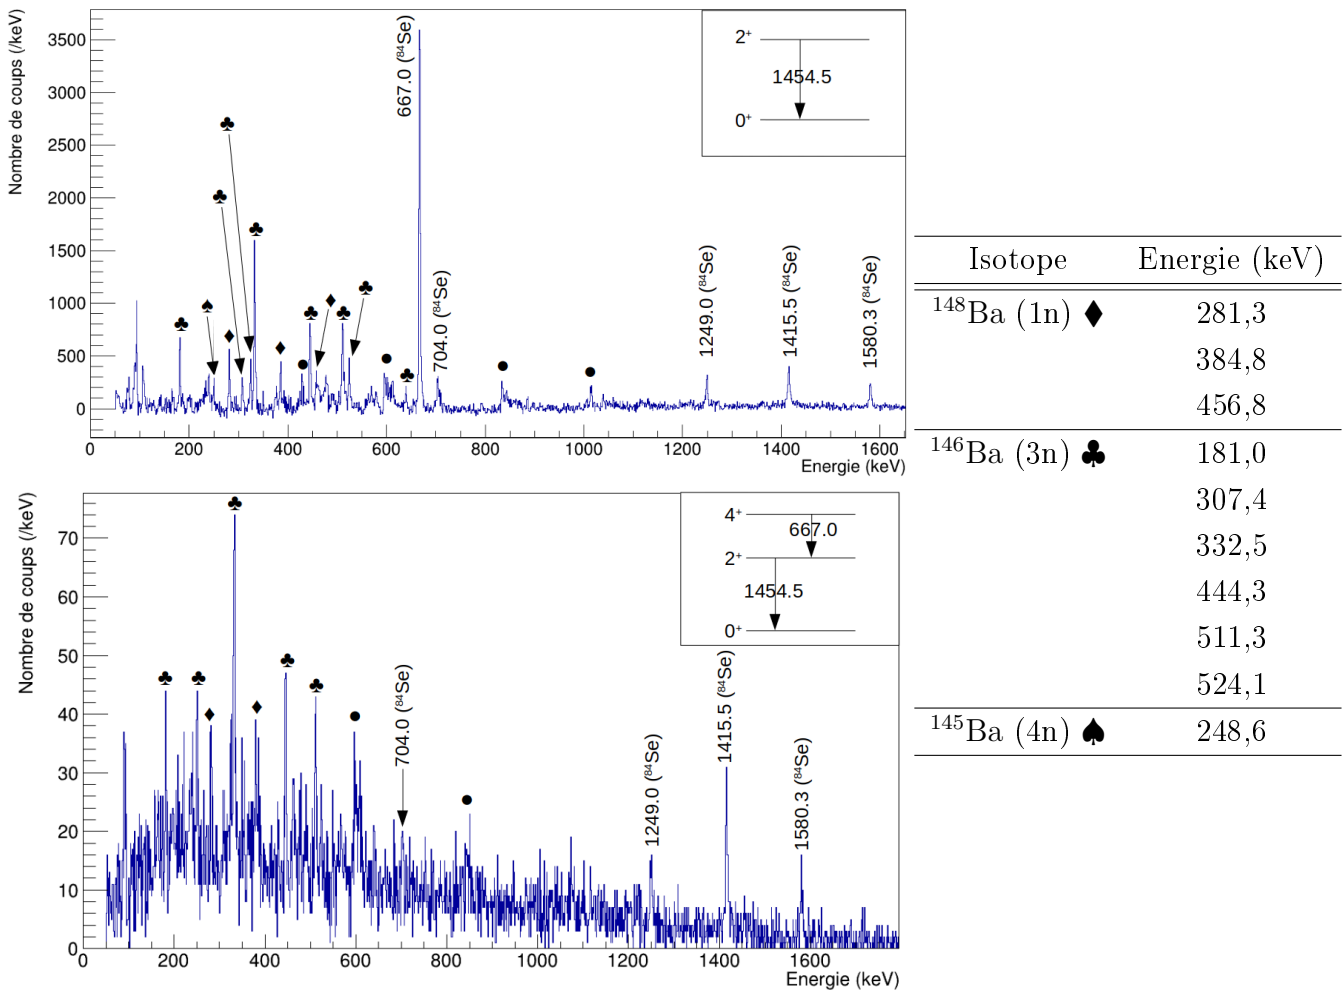 Nombre de coups (/keV)
3500
3000
2500
2000
1500
1000
500
0
♣
♣
♣
♠
♣
♦
♦
●
♣
♦
♣
♣
●
♣
667.0 (⁸⁴Se)
704.0 (⁸⁴Se)
●
●
1249.0 (⁸⁴Se)
1415.5 (⁸⁴Se)
1580.3 (⁸⁴Se)
2⁺
1454.5
0⁺
0 200 400 600 800 1000 1200 1400 1600
Energie (keV)
Nombre de coups (/keV)
70
60
50
40
30
20
10
0
♣
♣
♣
♦
♦
♣
♣
●
704.0 (⁸⁴Se)
●
1249.0 (⁸⁴Se)
1415.5 (⁸⁴Se)
1580.3 (⁸⁴Se)
4⁺
667.0
2⁺
1454.5
0⁺
0 200 400 600 800 1000 1200 1400 1600
Energie (keV)
Isotope Energie (keV)
¹⁴⁸Ba (1n) ♦ 281,3
384,8
456,8
¹⁴⁶Ba (3n) ♣ 181,0
307,4
332,5
444,3
511,3
524,1
¹⁴⁵Ba (4n) ♠ 248,6